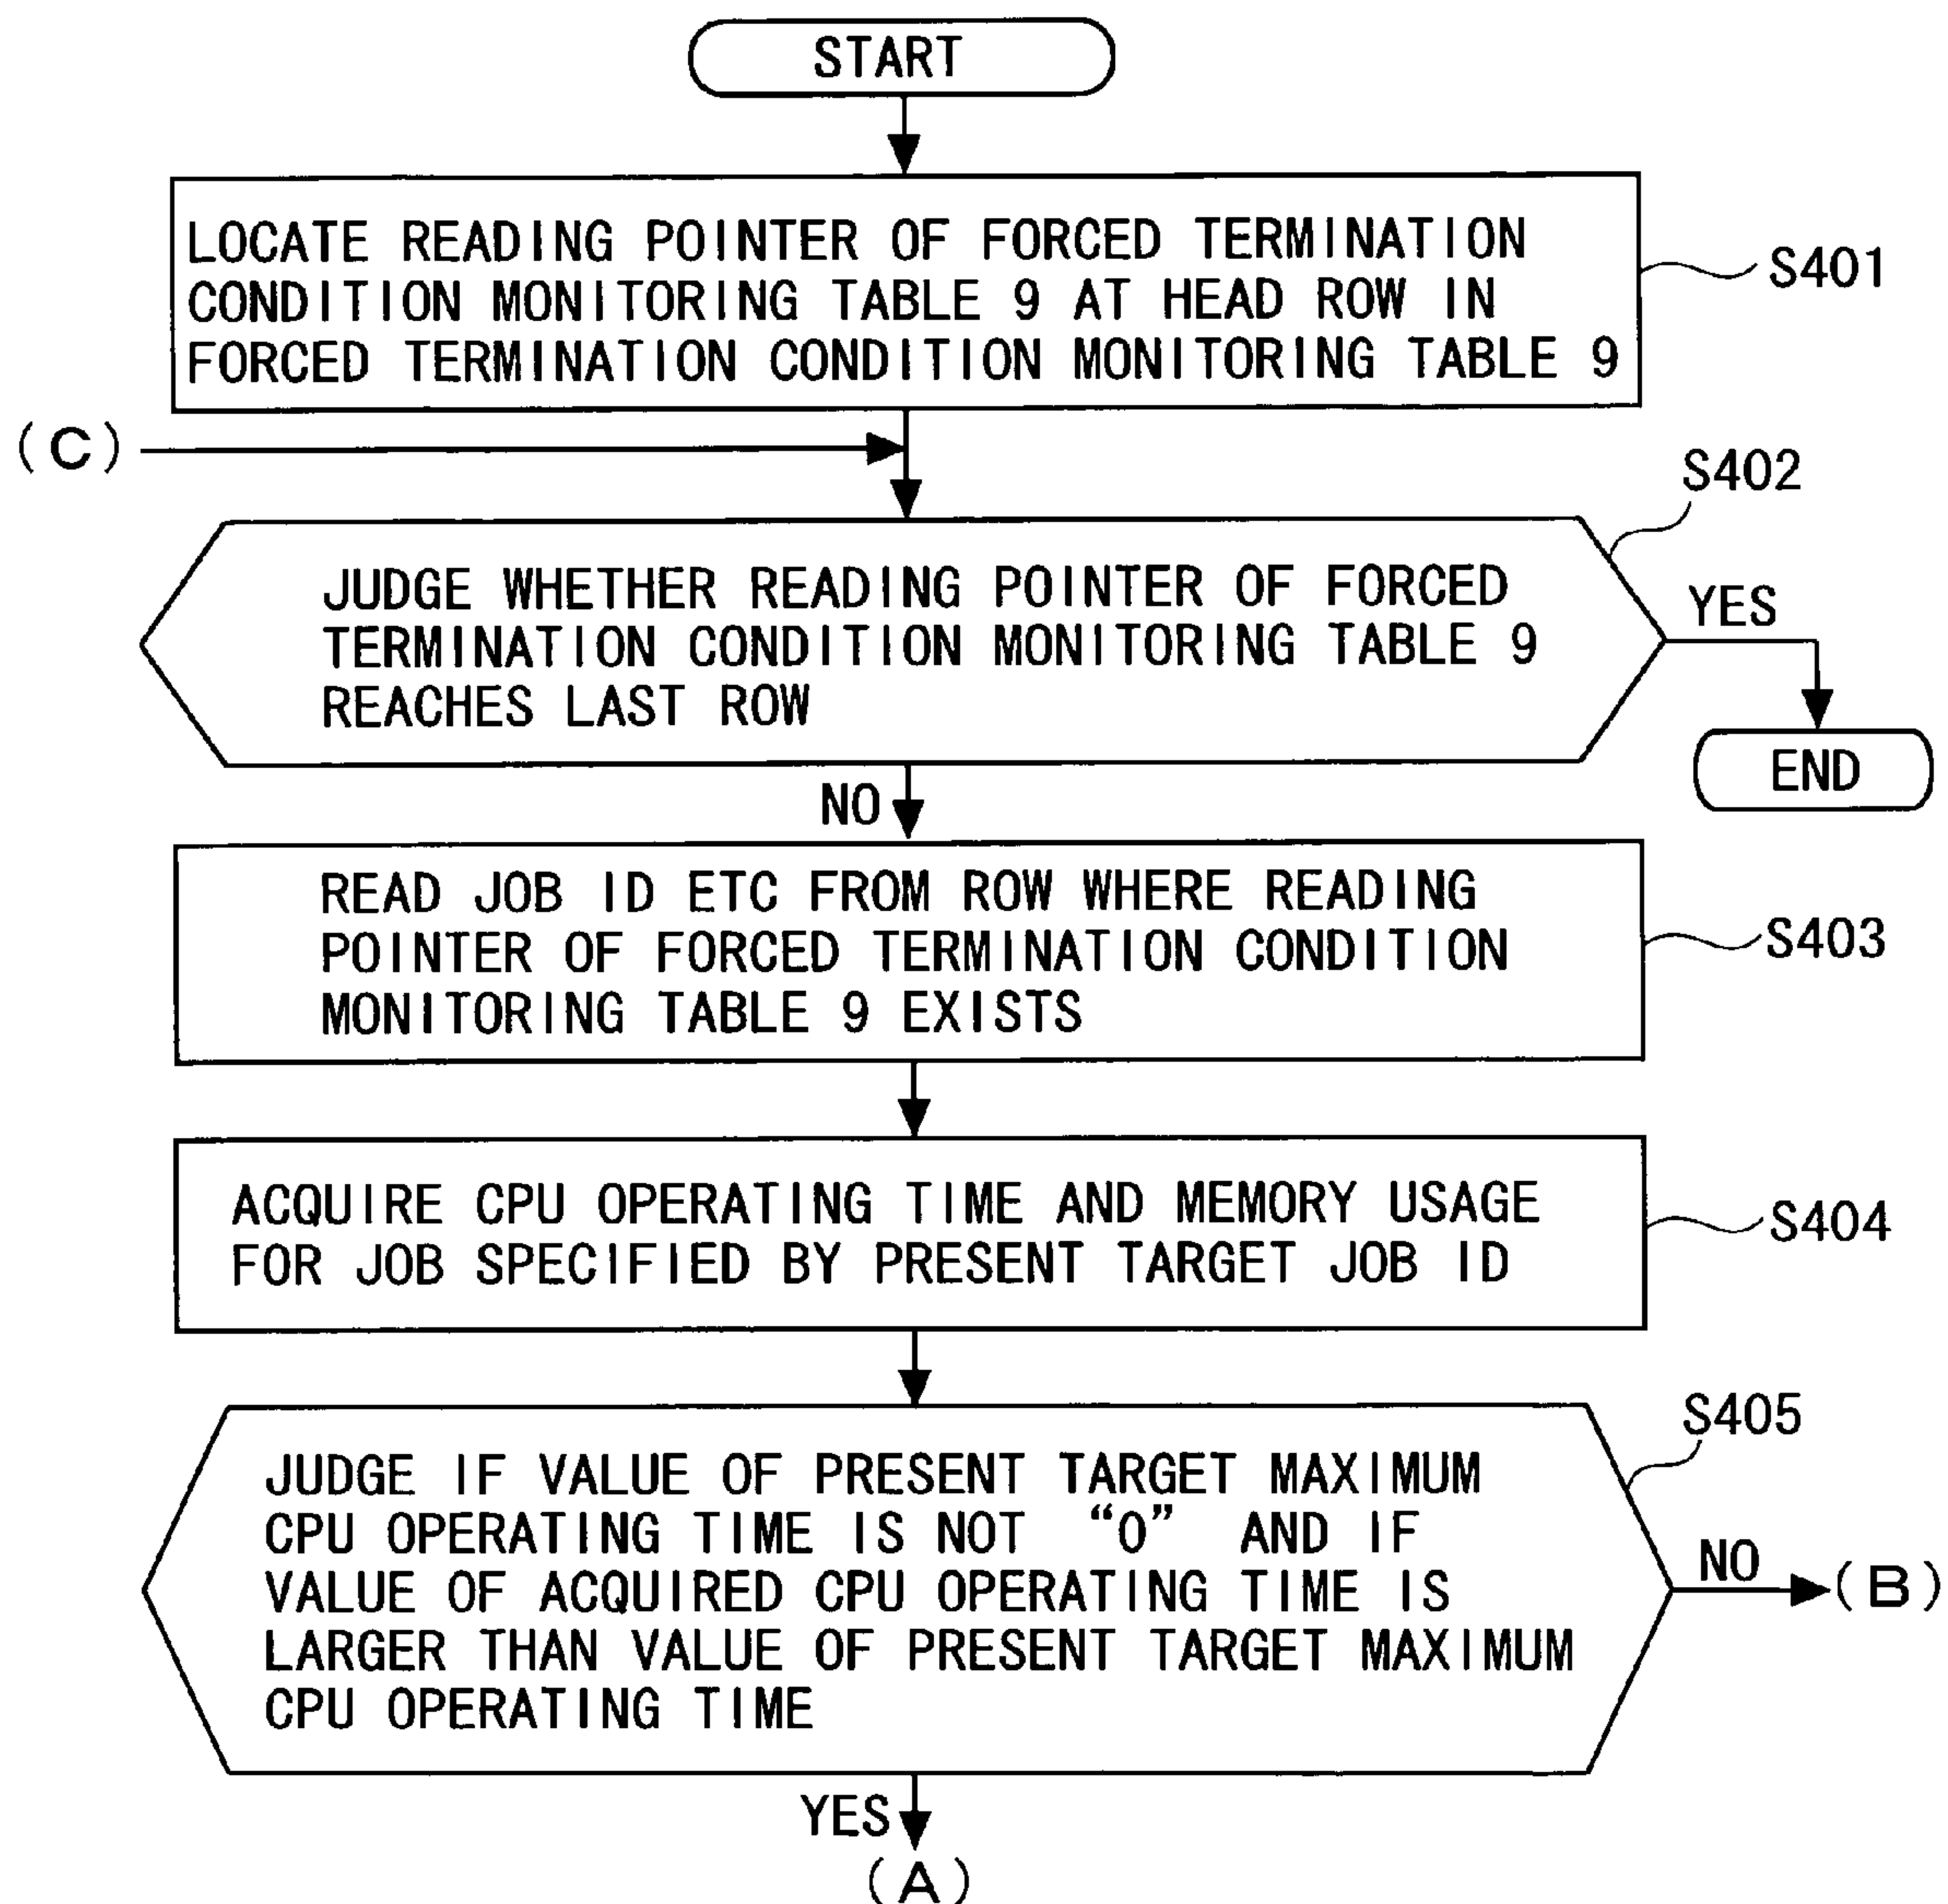 START
LOCATE READING POINTER OF FORCED TERMINATION
CONDITION MONITORING TABLE 9 AT HEAD ROW IN
FORCED TERMINATION CONDITION MONITORING TABLE 9
S401
(C)
S402
JUDGE WHETHER READING POINTER OF FORCED
TERMINATION CONDITION MONITORING TABLE 9
REACHES LAST ROW
YES
END
NO
READ JOB ID ETC FROM ROW WHERE READING
POINTER OF FORCED TERMINATION CONDITION
MONITORING TABLE 9 EXISTS
S403
ACQUIRE CPU OPERATING TIME AND MEMORY USAGE
FOR JOB SPECIFIED BY PRESENT TARGET JOB ID
S404
S405
JUDGE IF VALUE OF PRESENT TARGET MAXIMUM
CPU OPERATING TIME IS NOT “0” AND IF
VALUE OF ACQUIRED CPU OPERATING TIME IS
LARGER THAN VALUE OF PRESENT TARGET MAXIMUM
CPU OPERATING TIME
NO
(B)
YES
(A)